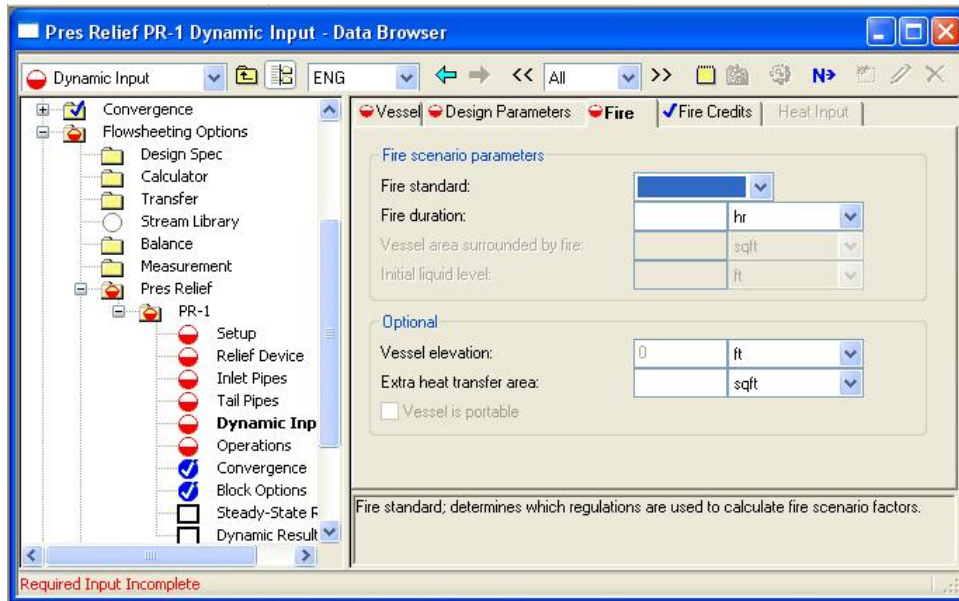 Pres Relief PR-1 Dynamic Input - Data Browser
Dynamic Input ENG << All >> N
Convergence
Flowsheeting Options
Design Spec
Calculator
Transfer
Stream Library
Balance
Measurement
Pres Relief
PR-1
Setup
Relief Device
Inlet Pipes
Tail Pipes
Dynamic Inp
Operations
Convergence
Block Options
Steady-State R
Dynamic Result
Vessel Design Parameters Fire Fire Credits Heat Input
Fire scenario parameters
Fire standard:
Fire duration: hr
Vessel area surrounded by fire: sqft
Initial liquid level: ft
Optional
Vessel elevation: 0 ft
Extra heat transfer area: sqft
Vessel is portable
Fire standard; determines which regulations are used to calculate fire scenario factors.
Required Input Incomplete